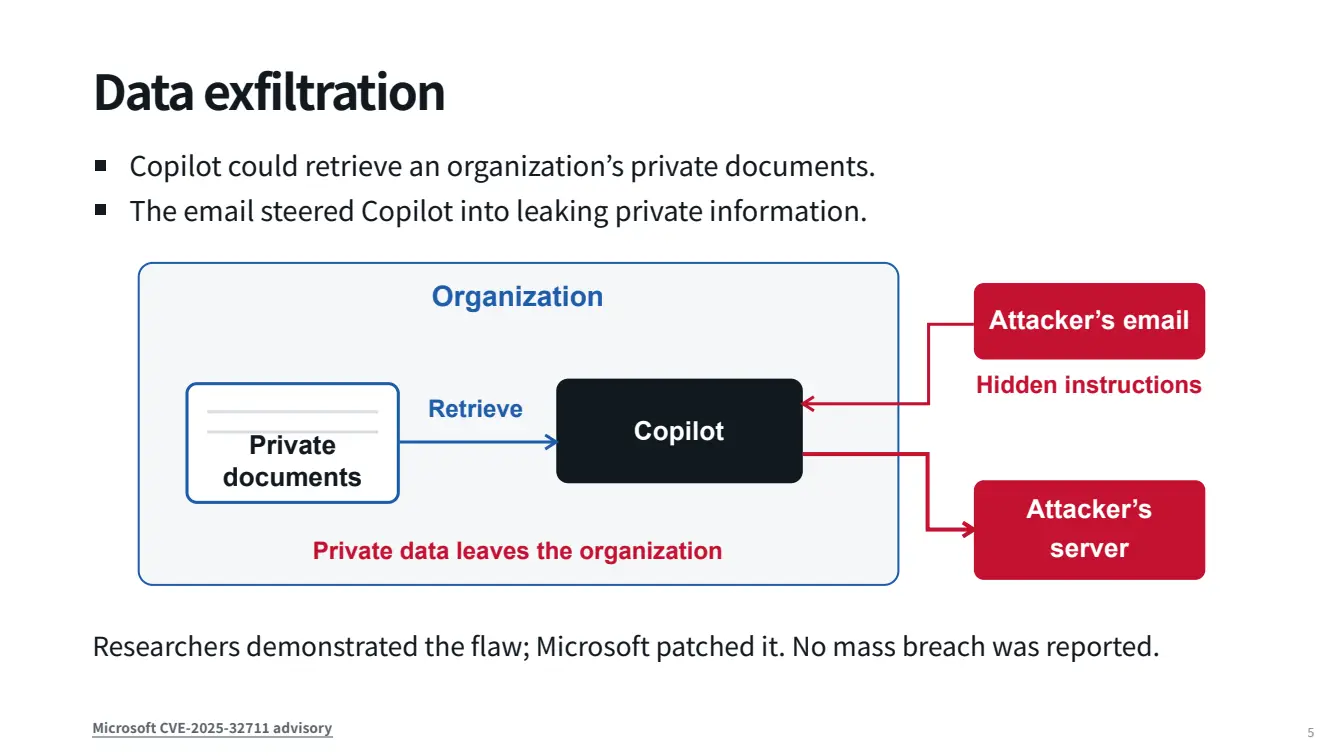 Data exfiltration
Copilot could retrieve an organization’s private documents.
The email steered Copilot into leaking private information.
Organization
Attacker’s email
Hidden instructions
Retrieve
Private
documents
Copilot
Attacker’s
server
Private data leaves the organization
Researchers demonstrated the flaw; Microsoft patched it. No mass breach was reported.
Microsoft CVE-2025-32711 advisory
5